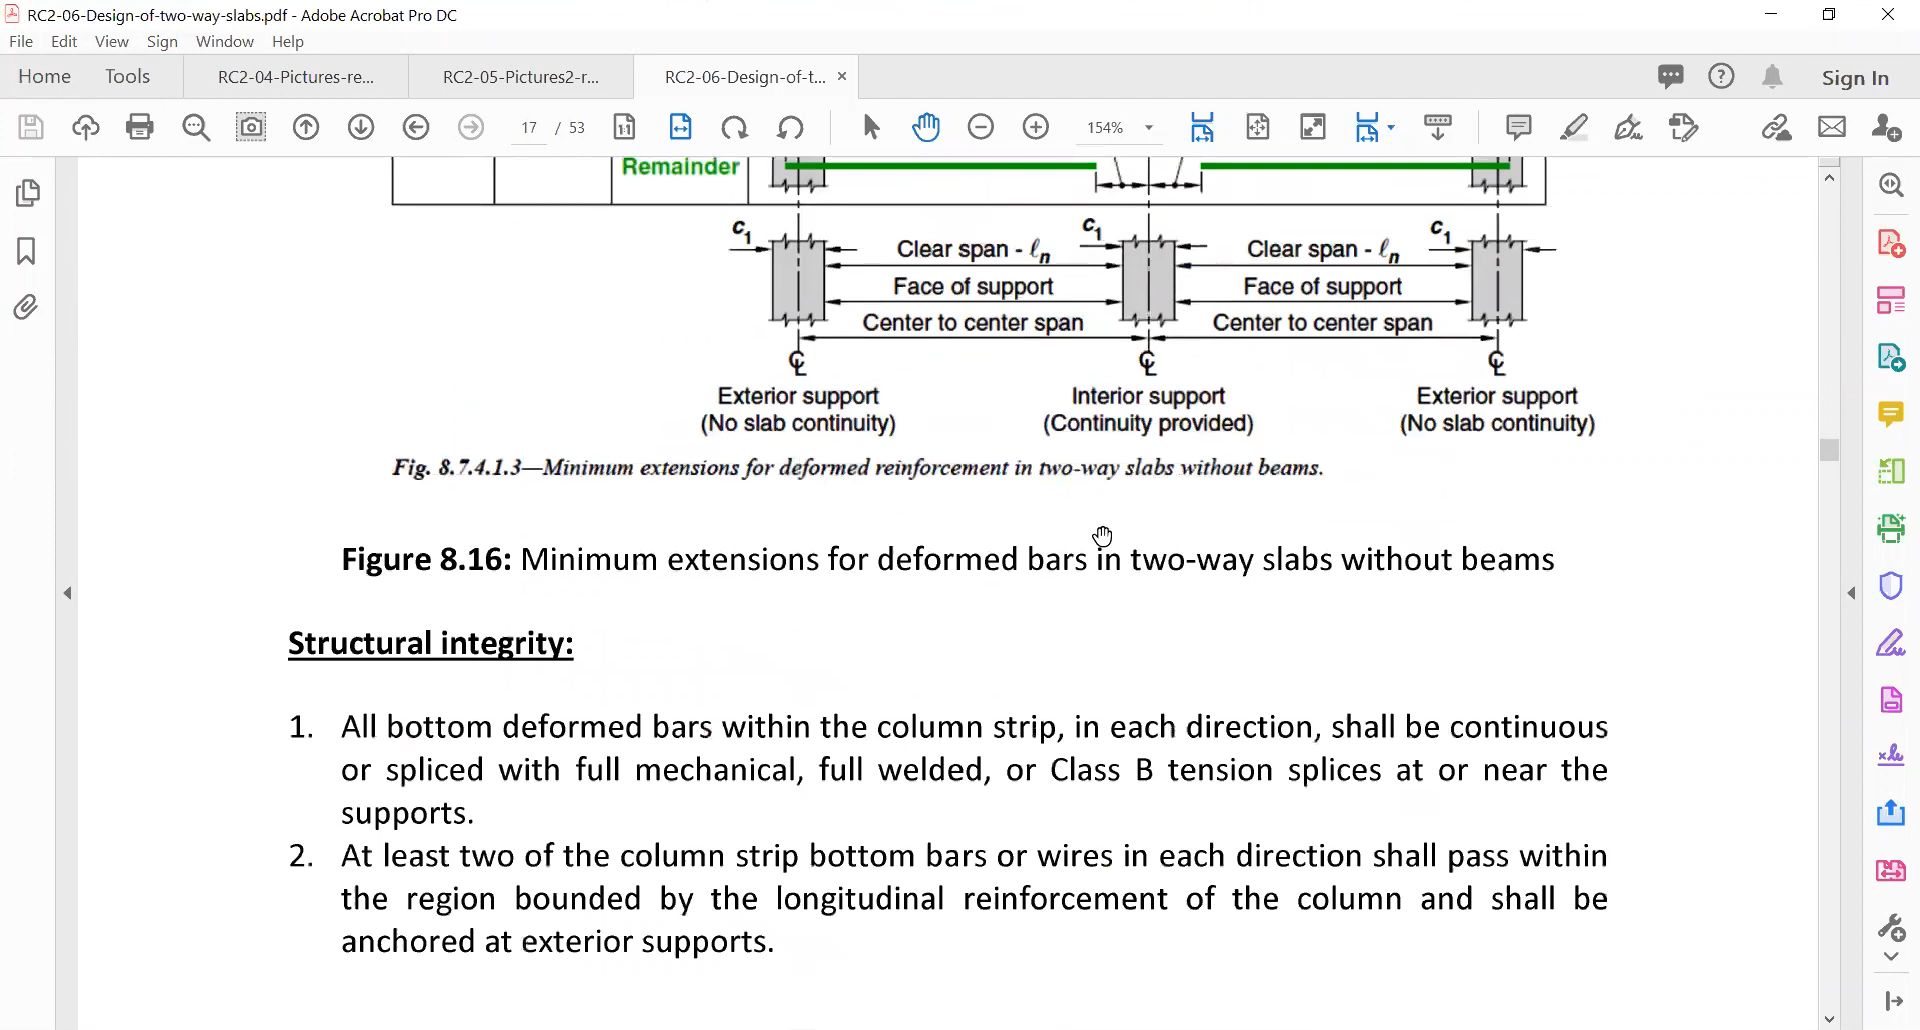 RC2-06-Design-of-two-way-slabs.pdf - Adobe Acrobat Pro DC
File Edit View Sign Window Help
Home Tools RC2-04-Pictures-re... RC2-05-Pictures2-r... RC2-06-Design-of-t... × Sign In
17 / 53 154%
Remainder
c1 c1 c1
Clear span - ℓn Clear span - ℓn
Face of support Face of support
Center to center span Center to center span
℄ ℄ ℄
Exterior support Interior support Exterior support
(No slab continuity) (Continuity provided) (No slab continuity)
Fig. 8.7.4.1.3—Minimum extensions for deformed reinforcement in two-way slabs without beams.
Figure 8.16: Minimum extensions for deformed bars in two-way slabs without beams
Structural integrity:
1. All bottom deformed bars within the column strip, in each direction, shall be continuous
or spliced with full mechanical, full welded, or Class B tension splices at or near the
supports.
2. At least two of the column strip bottom bars or wires in each direction shall pass within
the region bounded by the longitudinal reinforcement of the column and shall be
anchored at exterior supports.